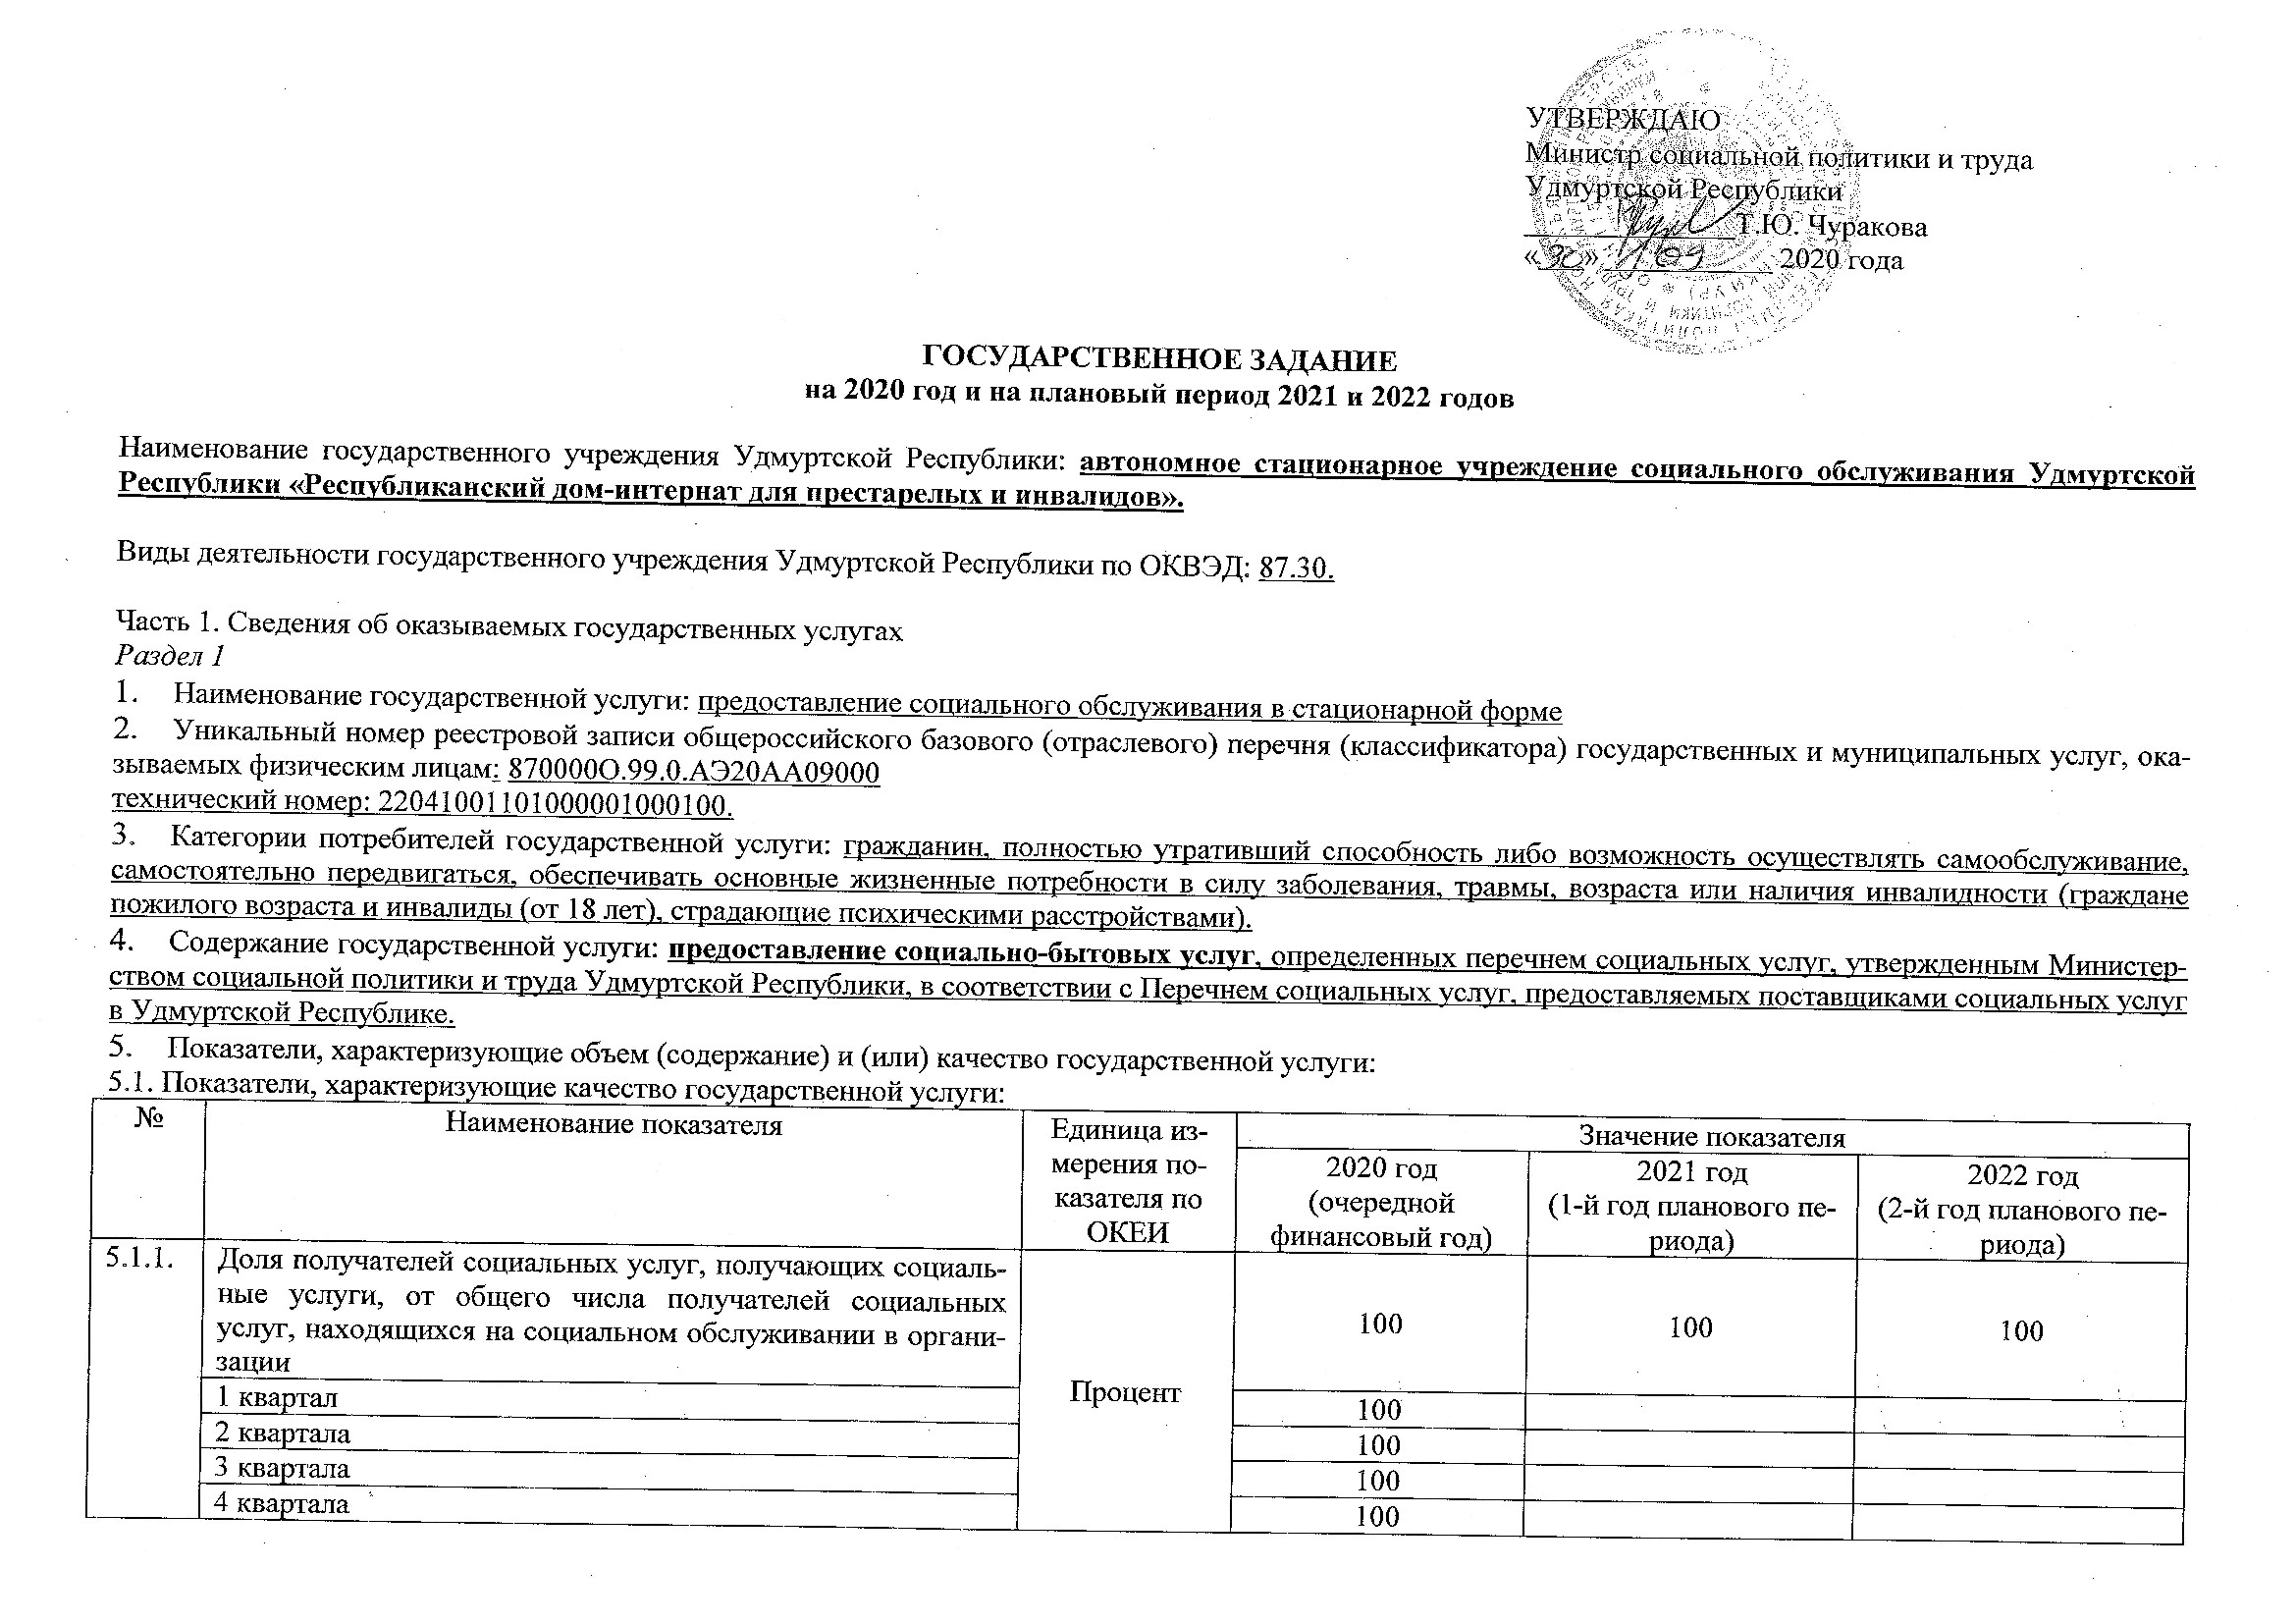 УТВЕРЖДАЮ
Министр социальной политики и труда
Удмуртской Республики
Т.Ю. Чуракова
«30» 09 2020 года
ГОСУДАРСТВЕННОЕ ЗАДАНИЕ
на 2020 год и на плановый период 2021 и 2022 годов
Наименование государственного учреждения Удмуртской Республики: автономное стационарное учреждение социального обслуживания Удмуртской
Республики «Республиканский дом-интернат для престарелых и инвалидов».
Виды деятельности государственного учреждения Удмуртской Республики по ОКВЭД: 87.30.
Часть 1. Сведения об оказываемых государственных услугах
Раздел 1
1. Наименование государственной услуги: предоставление социального обслуживания в стационарной форме
2. Уникальный номер реестровой записи общероссийского базового (отраслевого) перечня (классификатора) государственных и муниципальных услуг, ока-
зываемых физическим лицам: 870000О.99.0.АЭ20АА09000
технический номер: 22041001101000001000100.
3. Категории потребителей государственной услуги: гражданин, полностью утративший способность либо возможность осуществлять самообслуживание,
самостоятельно передвигаться, обеспечивать основные жизненные потребности в силу заболевания, травмы, возраста или наличия инвалидности (граждане
пожилого возраста и инвалиды (от 18 лет), страдающие психическими расстройствами).
4. Содержание государственной услуги: предоставление социально-бытовых услуг, определенных перечнем социальных услуг, утвержденным Министер-
ством социальной политики и труда Удмуртской Республики, в соответствии с Перечнем социальных услуг, предоставляемых поставщиками социальных услуг
в Удмуртской Республике.
5. Показатели, характеризующие объем (содержание) и (или) качество государственной услуги:
5.1. Показатели, характеризующие качество государственной услуги:
№
Наименование показателя
Единица из-
мерения по-
казателя по
ОКЕИ
Значение показателя
2020 год
(очередной
финансовый год)
2021 год
(1-й год планового пе-
риода)
2022 год
(2-й год планового пе-
риода)
5.1.1.
Доля получателей социальных услуг, получающих социаль-
ные услуги, от общего числа получателей социальных
услуг, находящихся на социальном обслуживании в органи-
зации
Процент
100
100
100
1 квартал
100
2 квартала
100
3 квартала
100
4 квартала
100